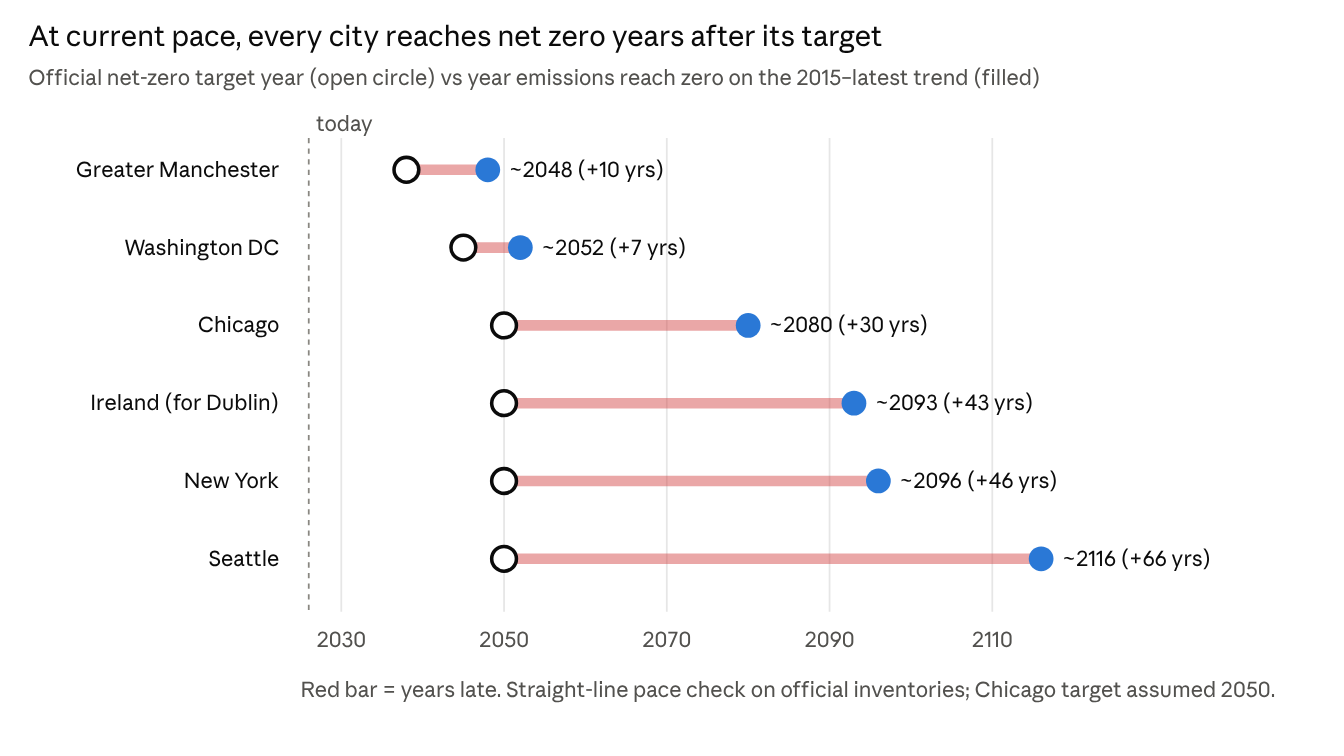 At current pace, every city reaches net zero years after its target
Official net-zero target year (open circle) vs year emissions reach zero on the 2015–latest trend (filled)
today
Greater Manchester ~2048 (+10 yrs)
Washington DC ~2052 (+7 yrs)
Chicago ~2080 (+30 yrs)
Ireland (for Dublin) ~2093 (+43 yrs)
New York ~2096 (+46 yrs)
Seattle ~2116 (+66 yrs)
2030 2050 2070 2090 2110
Red bar = years late. Straight-line pace check on official inventories; Chicago target assumed 2050.